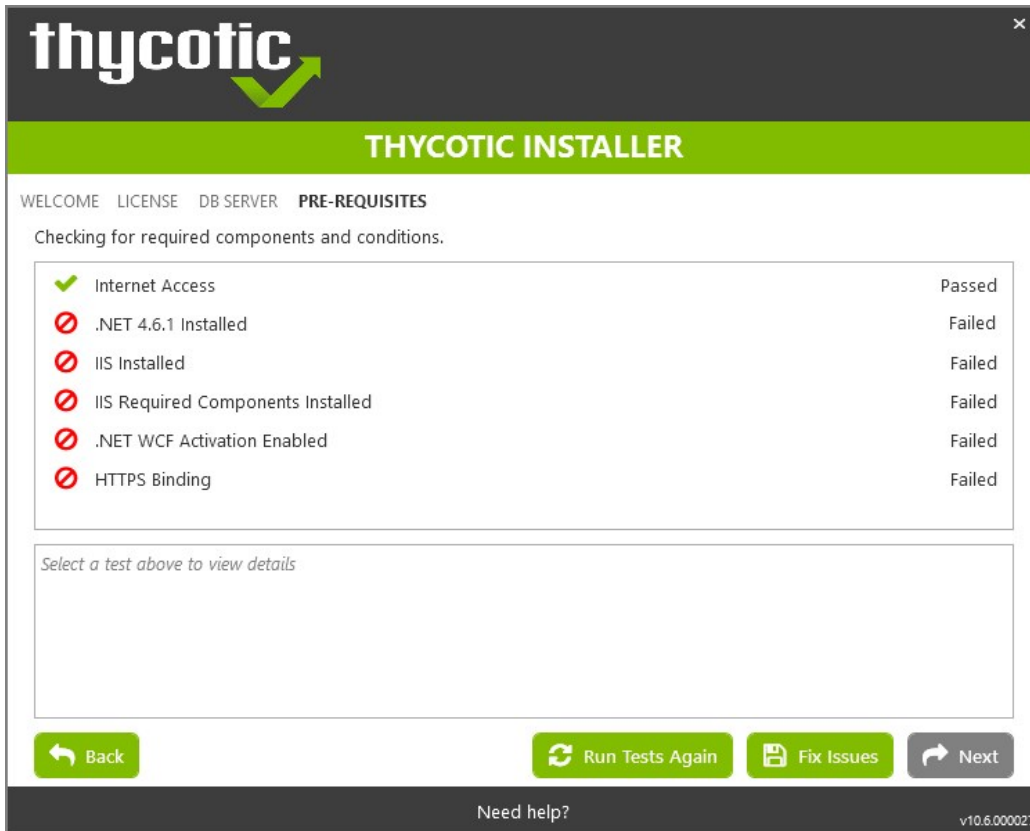 thycotic
THYCOTIC INSTALLER
WELCOME LICENSE DB SERVER PRE-REQUISITES
Checking for required components and conditions.
Internet Access Passed
.NET 4.6.1 Installed Failed
IIS Installed Failed
IIS Required Components Installed Failed
.NET WCF Activation Enabled Failed
HTTPS Binding Failed
Select a test above to view details
Back Run Tests Again Fix Issues Next
Need help?